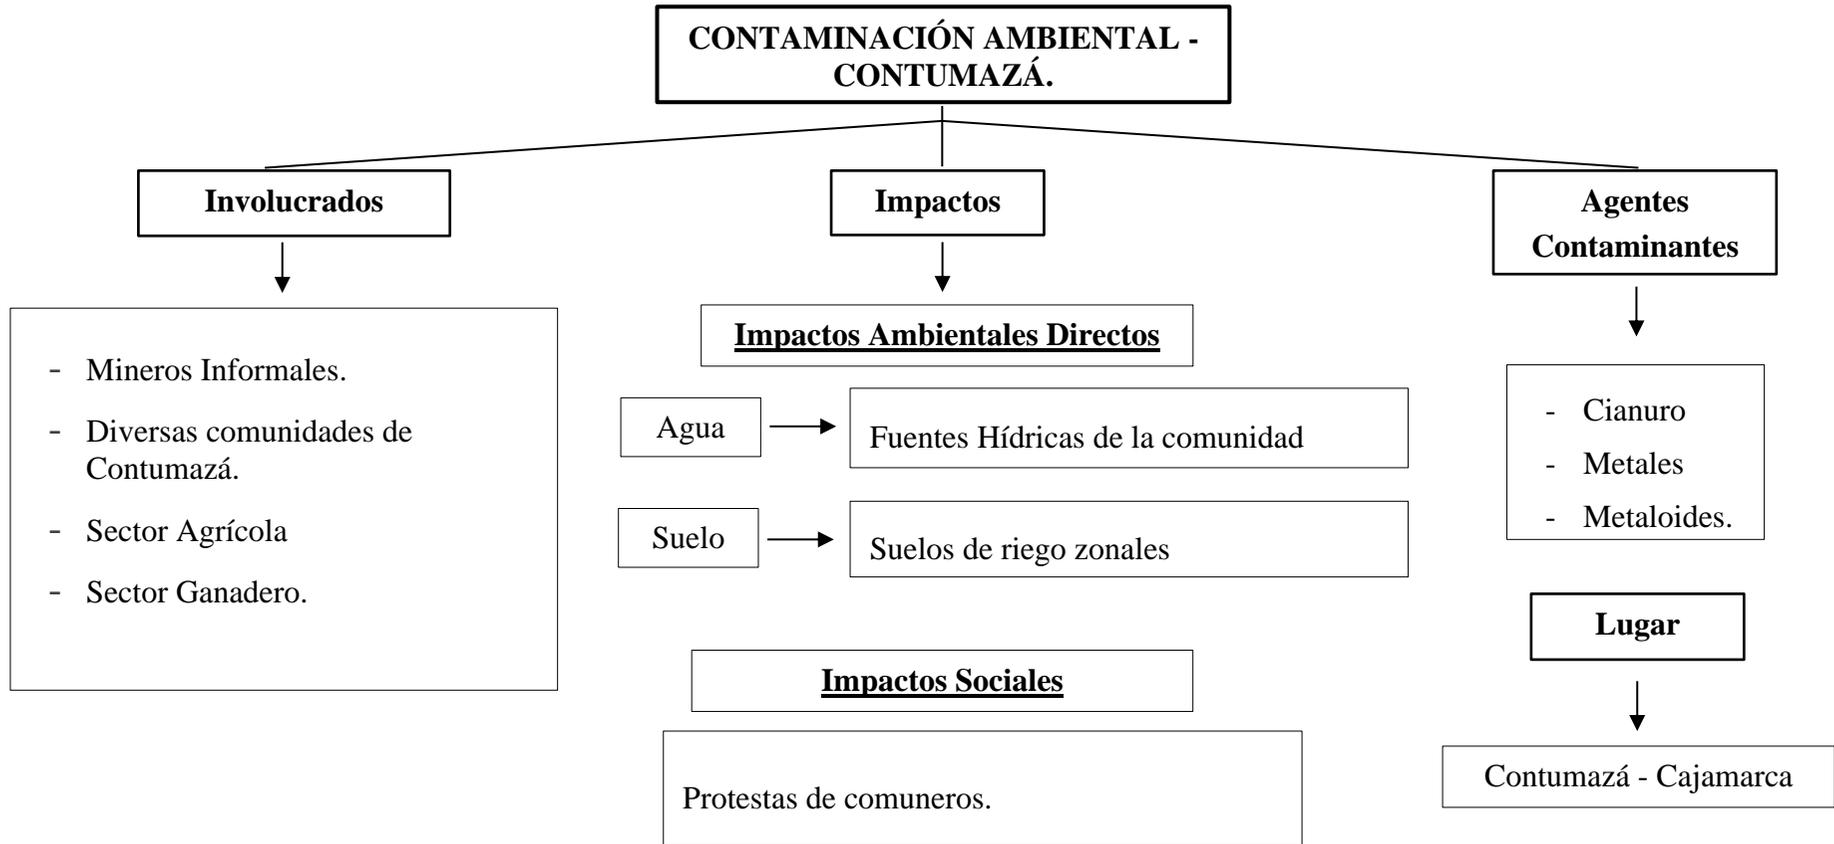 CONTAMINACIÓN AMBIENTAL -
CONTUMAZÁ.
Involucrados
- Mineros Informales.
- Diversas comunidades de
Contumazá.
- Sector Agrícola
- Sector Ganadero.
Impactos
Impactos Ambientales Directos
Agua
Fuentes Hídricas de la comunidad
Suelo
Suelos de riego zonales
Impactos Sociales
Protestas de comuneros.
Agentes
Contaminantes
- Cianuro
- Metales
- Metaloides.
Lugar
Contumazá - Cajamarca